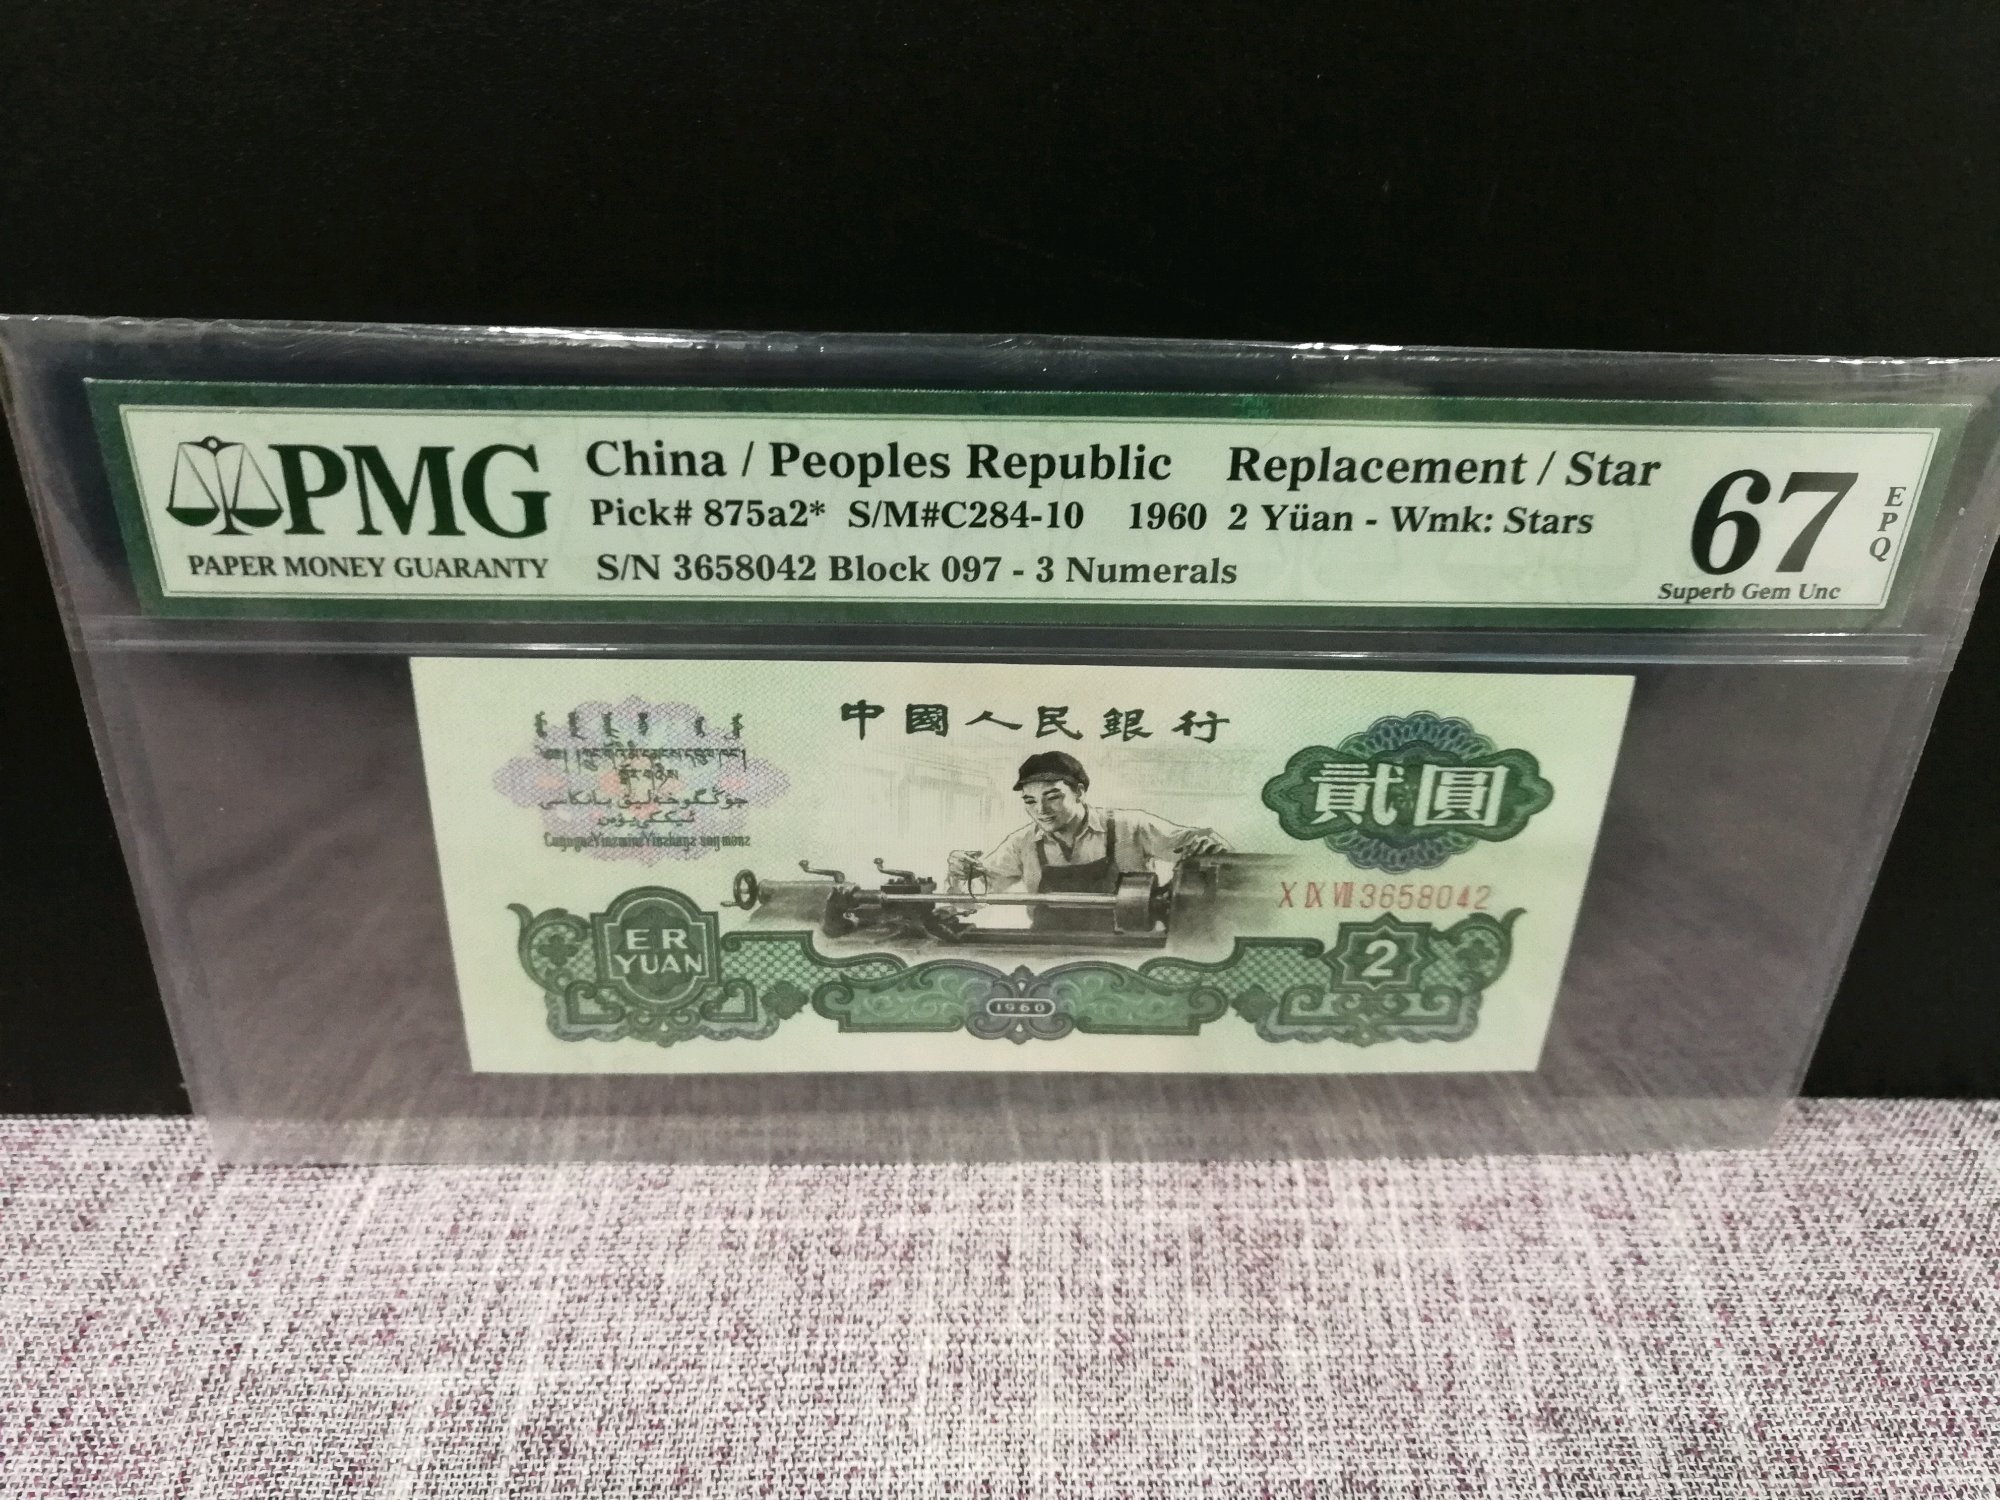 PMG
PAPER MONEY GUARANTY
China / Peoples Republic Replacement / Star
Pick# 875a2* S/M#C284-10 1960 2 Yüan - Wmk: Stars
S/N 3658042 Block 097 - 3 Numerals
67
EPQ
Superb Gem Unc
中國人民銀行
貳圓
X IX VIII 3658042
ER
YUAN
2
1960